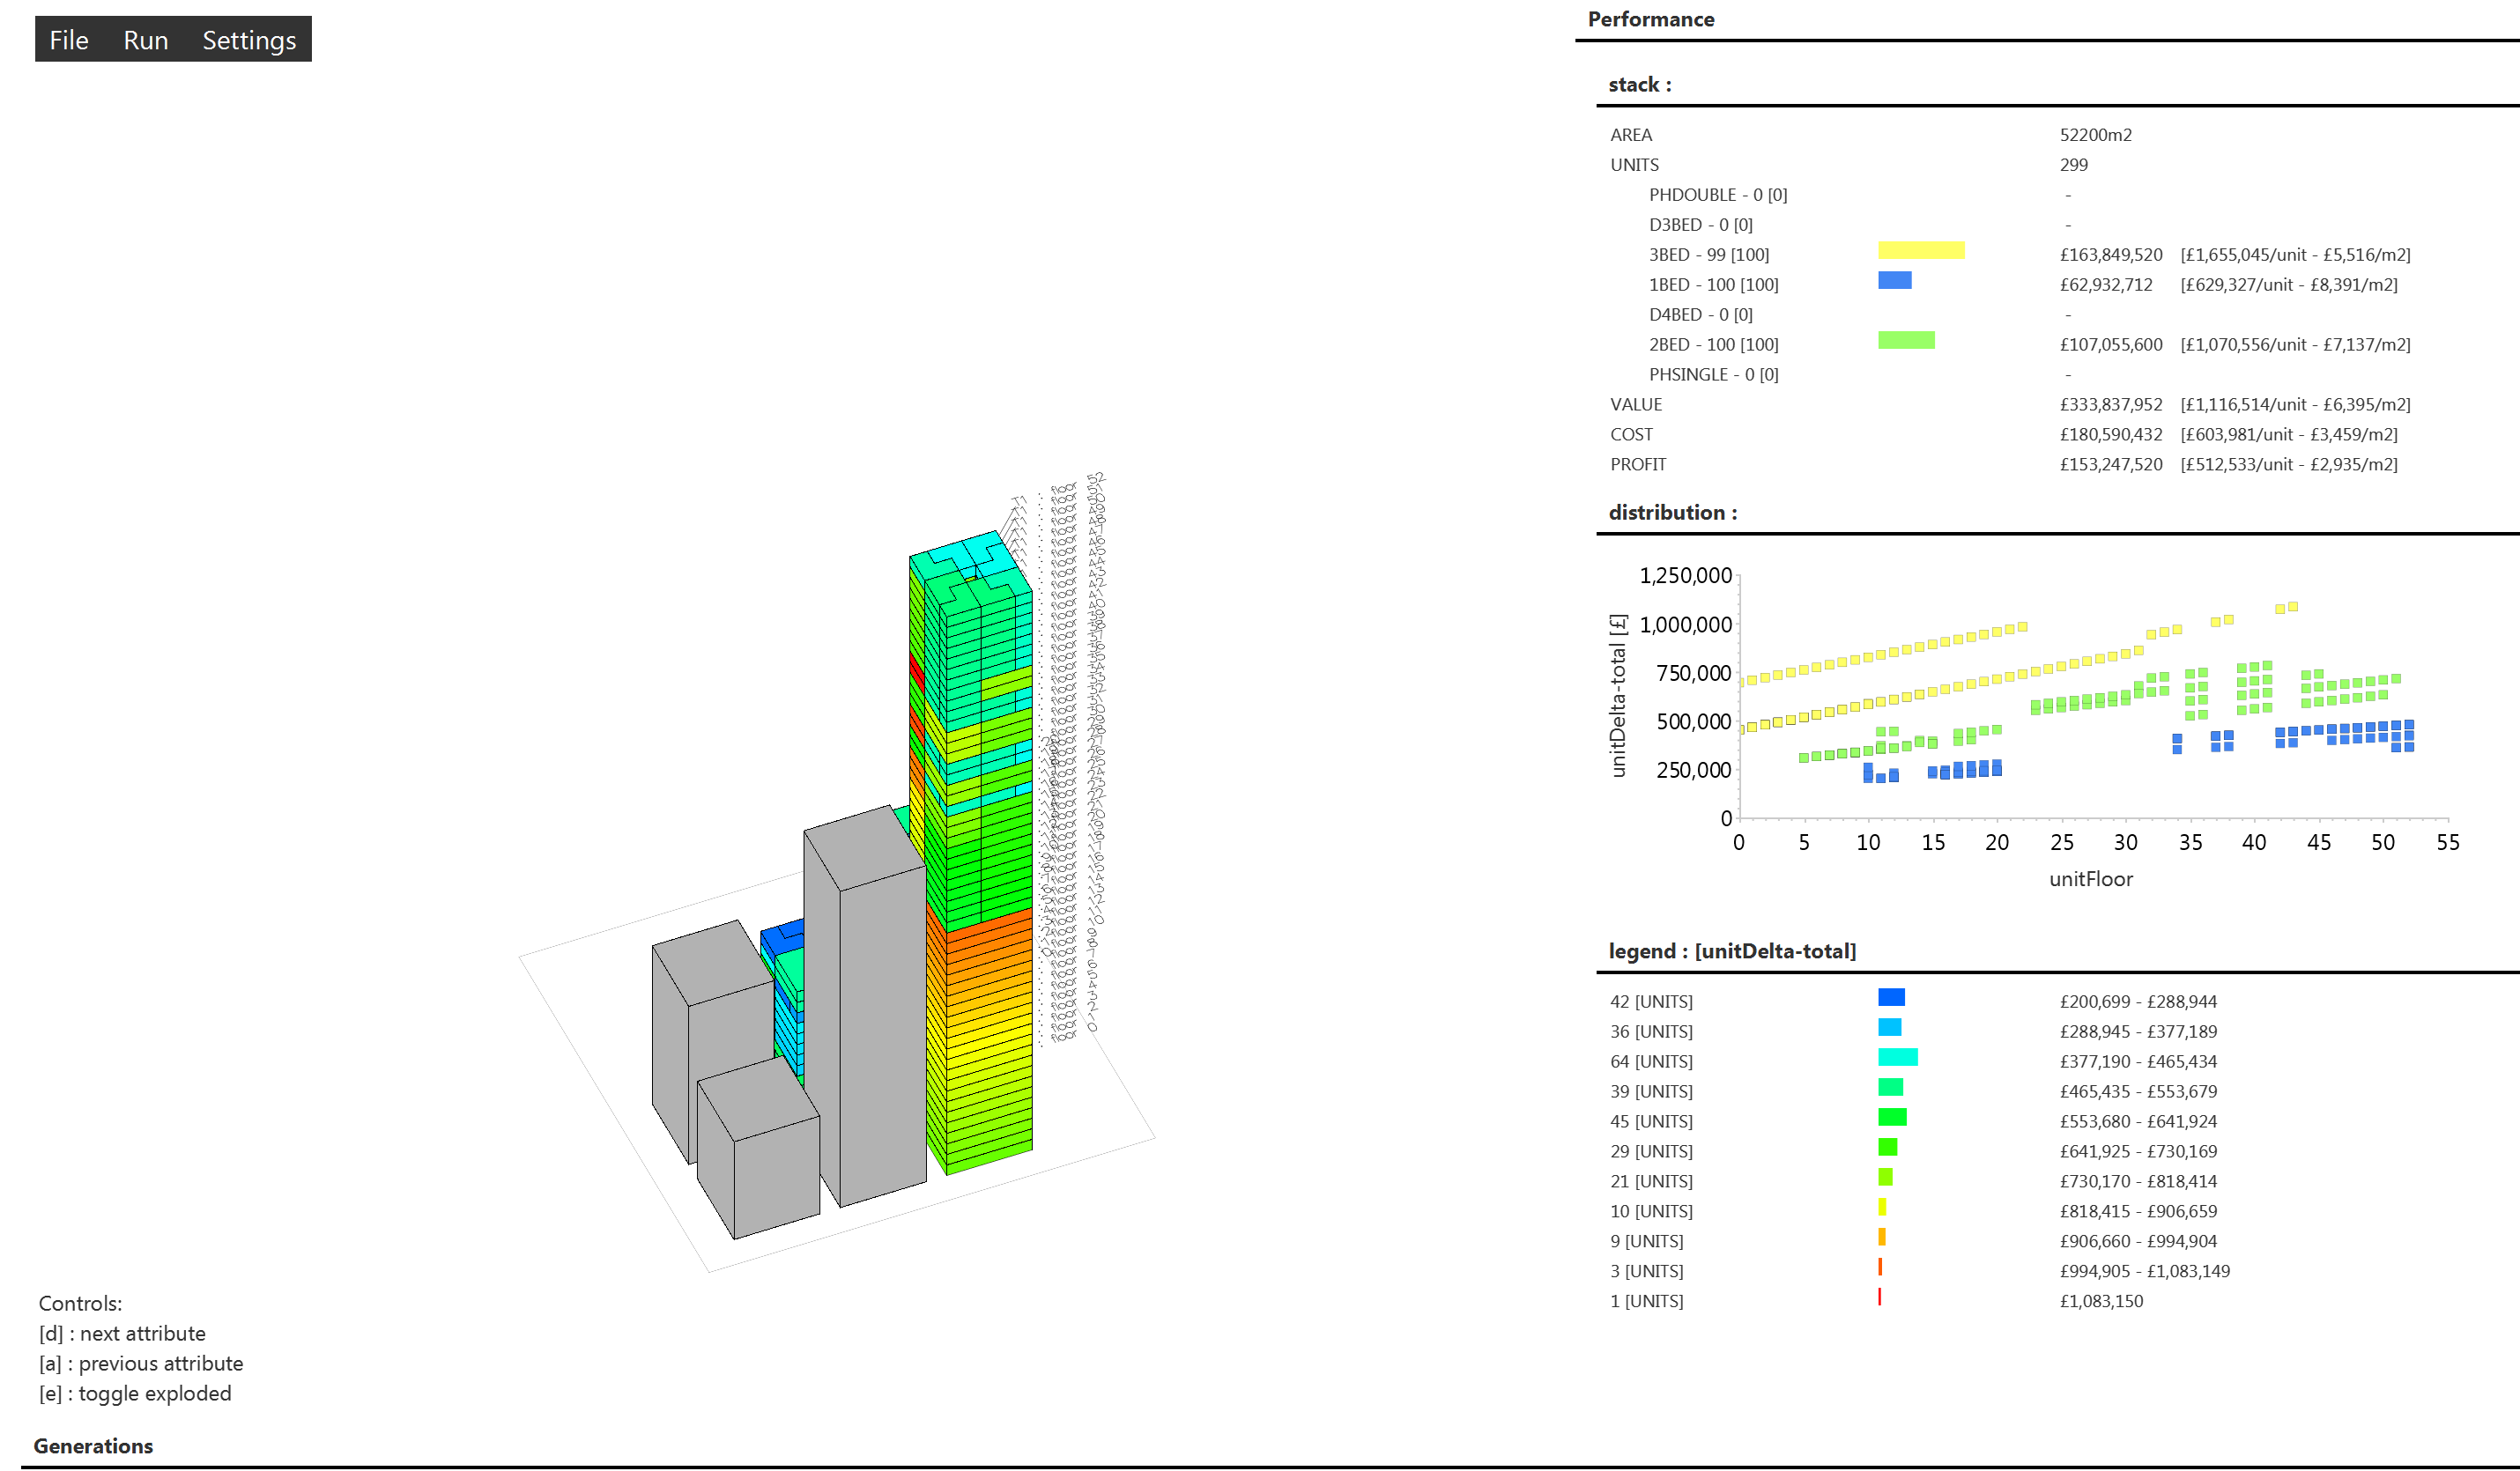 File Run Settings
Performance
stack :
AREA 52200m2
UNITS 299
PHDOUBLE - 0 [0] -
D3BED - 0 [0] -
3BED - 99 [100] £163,849,520 [£1,655,045/unit - £5,516/m2]
1BED - 100 [100] £62,932,712 [£629,327/unit - £8,391/m2]
D4BED - 0 [0] -
2BED - 100 [100] £107,055,600 [£1,070,556/unit - £7,137/m2]
PHSINGLE - 0 [0] -
VALUE £333,837,952 [£1,116,514/unit - £6,395/m2]
COST £180,590,432 [£603,981/unit - £3,459/m2]
PROFIT £153,247,520 [£512,533/unit - £2,935/m2]
distribution :
unitDelta-total [£]
1,250,000
1,000,000
750,000
500,000
250,000
0
0 5 10 15 20 25 30 35 40 45 50 55
unitFloor
legend : [unitDelta-total]
42 [UNITS] £200,699 - £288,944
36 [UNITS] £288,945 - £377,189
64 [UNITS] £377,190 - £465,434
39 [UNITS] £465,435 - £553,679
45 [UNITS] £553,680 - £641,924
29 [UNITS] £641,925 - £730,169
21 [UNITS] £730,170 - £818,414
10 [UNITS] £818,415 - £906,659
9 [UNITS] £906,660 - £994,904
3 [UNITS] £994,905 - £1,083,149
1 [UNITS] £1,083,150
Controls:
[d] : next attribute
[a] : previous attribute
[e] : toggle exploded
Generations